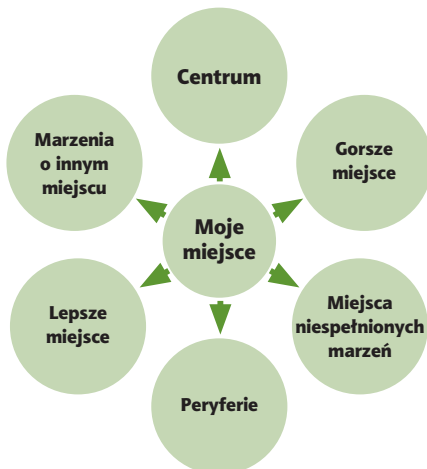 Centrum
Marzenia
o innym
miejscu
Gorsze
miejsce
Moje
miejsce
Lepsze
miejsce
Miejsca
niespełnionych
marzeń
Peryferie